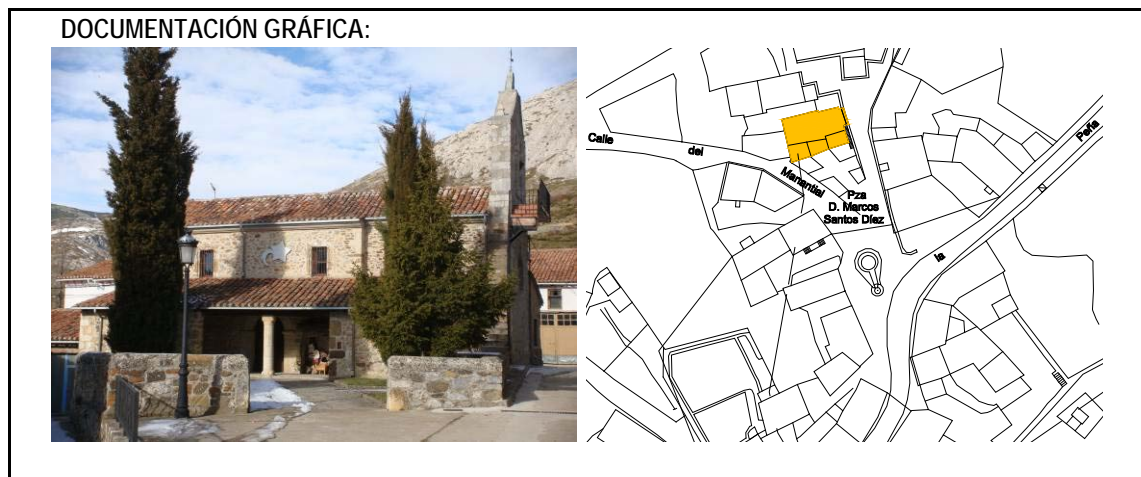 DOCUMENTACIÓN GRÁFICA:
Calle
del
Manantial
Pza
D. Marcos
Santos Díez
la
Peña